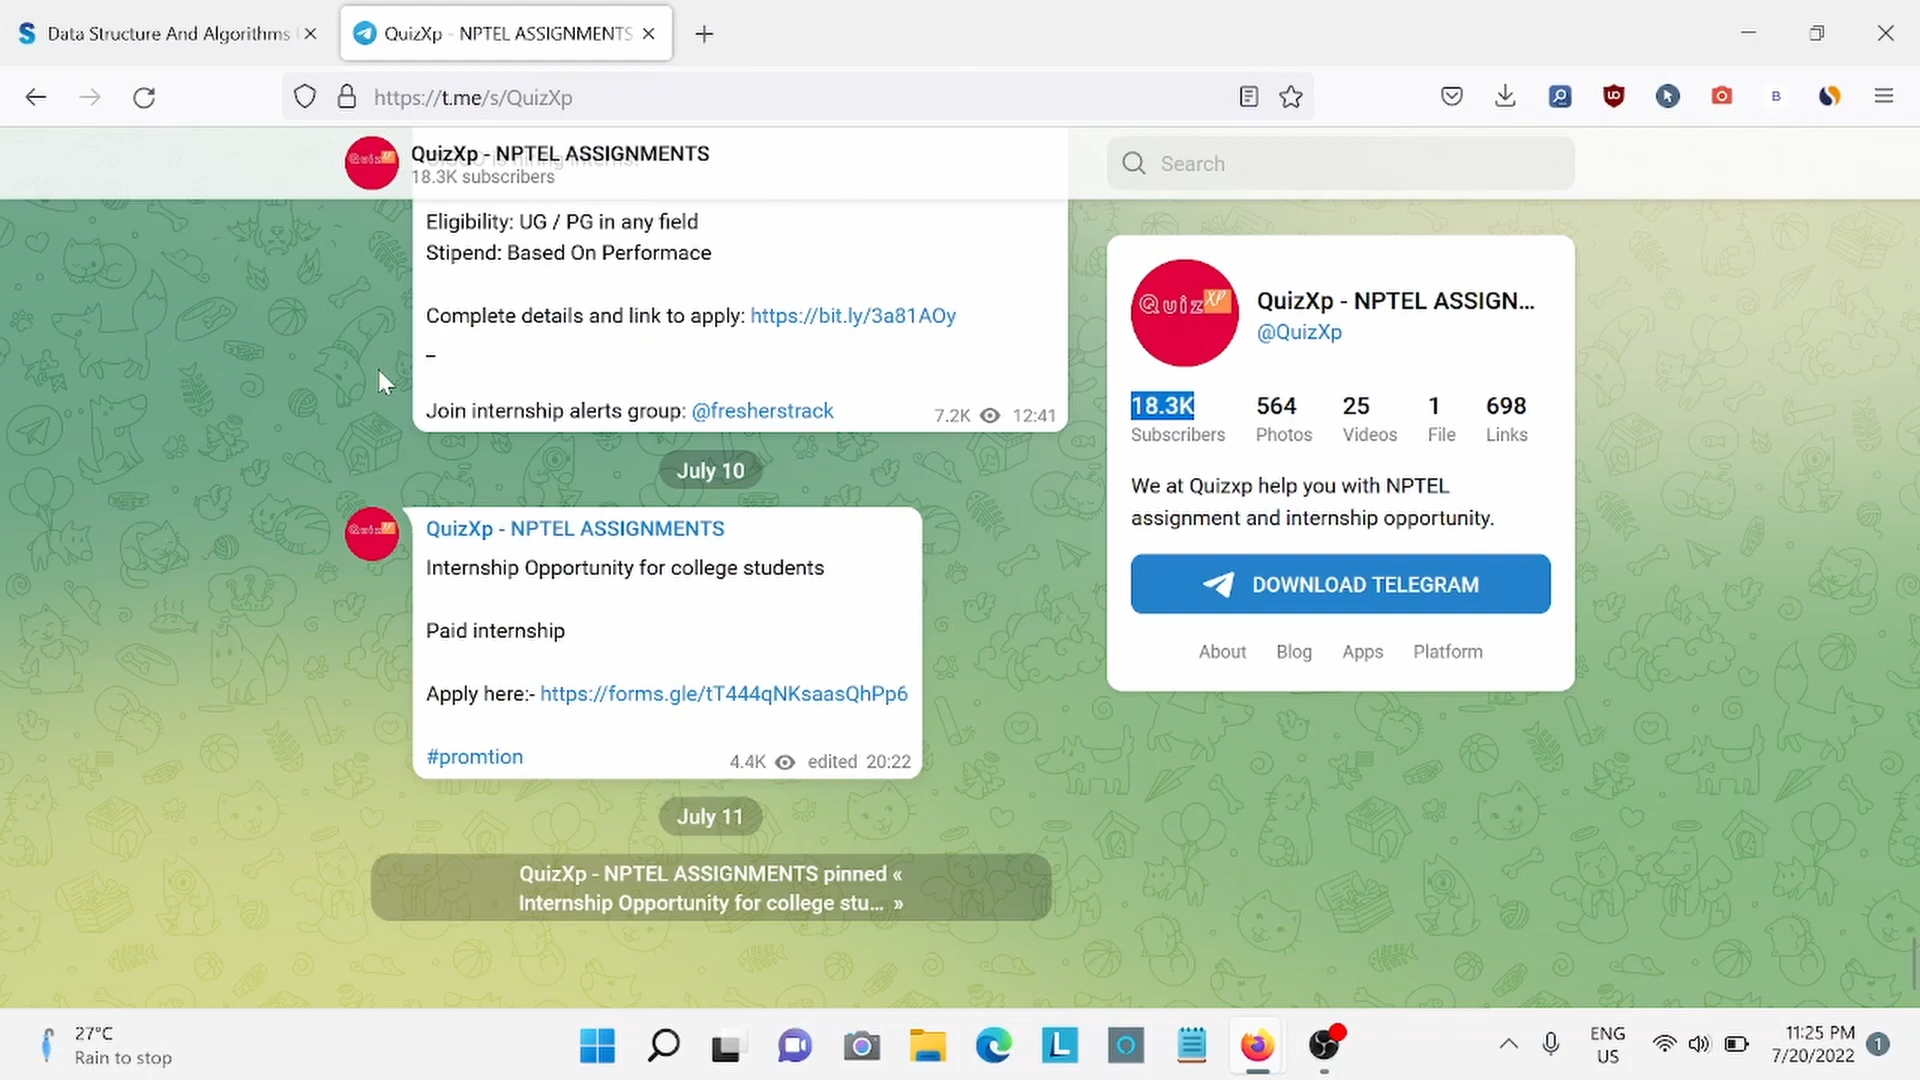 Data Structure And Algorithms
QuizXp - NPTEL ASSIGNMENTS
https://t.me/s/QuizXp
QuizXp - NPTEL ASSIGNMENTS
18.3K subscribers
Search
Eligibility: UG / PG in any field
Stipend: Based On Performace
Complete details and link to apply: https://bit.ly/3a81AOy
–
Join internship alerts group: @fresherstrack
7.2K 12:41
July 10
QuizXp - NPTEL ASSIGNMENTS
Internship Opportunity for college students
Paid internship
Apply here:- https://forms.gle/tT444qNKsaasQhPp6
#promtion
4.4K edited 20:22
July 11
QuizXp - NPTEL ASSIGNMENTS pinned «
Internship Opportunity for college stu... »
Quiz XP
QuizXp - NPTEL ASSIGN...
@QuizXp
18.3K 564 25 1 698
Subscribers Photos Videos File Links
We at Quizxp help you with NPTEL
assignment and internship opportunity.
DOWNLOAD TELEGRAM
About Blog Apps Platform
27°C
Rain to stop
ENG
US
11:25 PM
7/20/2022
1